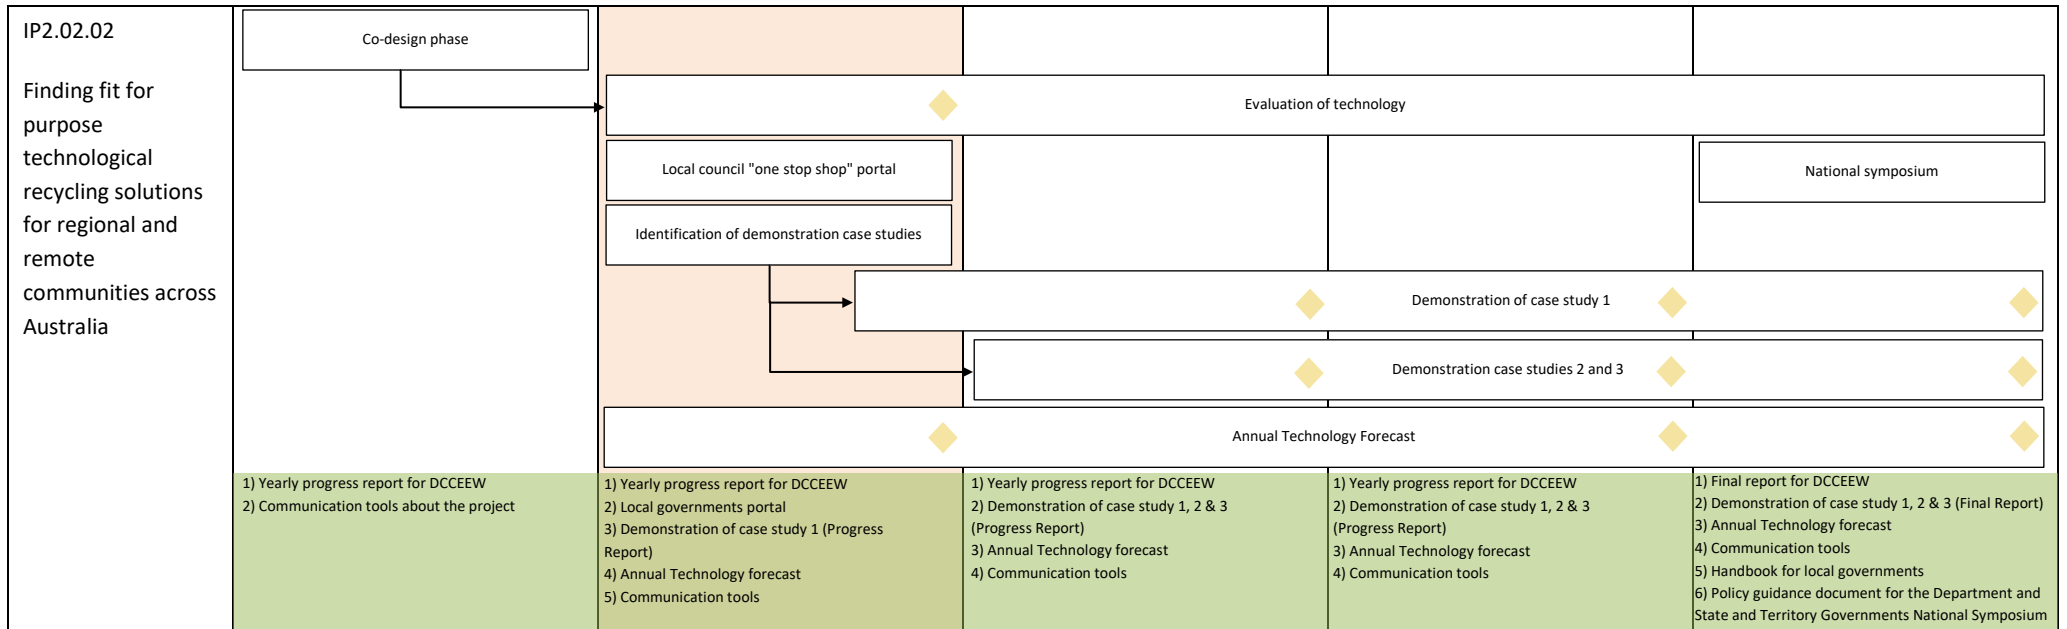 IP2.02.02
Finding fit for
purpose
technological
recycling solutions
for regional and
remote
communities across
Australia
Co-design phase
Evaluation of technology
Local council "one stop shop" portal
National symposium
Identification of demonstration case studies
Demonstration of case study 1
Demonstration case studies 2 and 3
Annual Technology Forecast
1) Yearly progress report for DCCEEW
2) Communication tools about the project
1) Yearly progress report for DCCEEW
2) Local governments portal
3) Demonstration of case study 1 (Progress
Report)
4) Annual Technology forecast
5) Communication tools
1) Yearly progress report for DCCEEW
2) Demonstration of case study 1, 2 & 3
(Progress Report)
3) Annual Technology forecast
4) Communication tools
1) Yearly progress report for DCCEEW
2) Demonstration of case study 1, 2 & 3
(Progress Report)
3) Annual Technology forecast
4) Communication tools
1) Final report for DCCEEW
2) Demonstration of case study 1, 2 & 3 (Final Report)
3) Annual Technology forecast
4) Communication tools
5) Handbook for local governments
6) Policy guidance document for the Department and
State and Territory Governments National Symposium